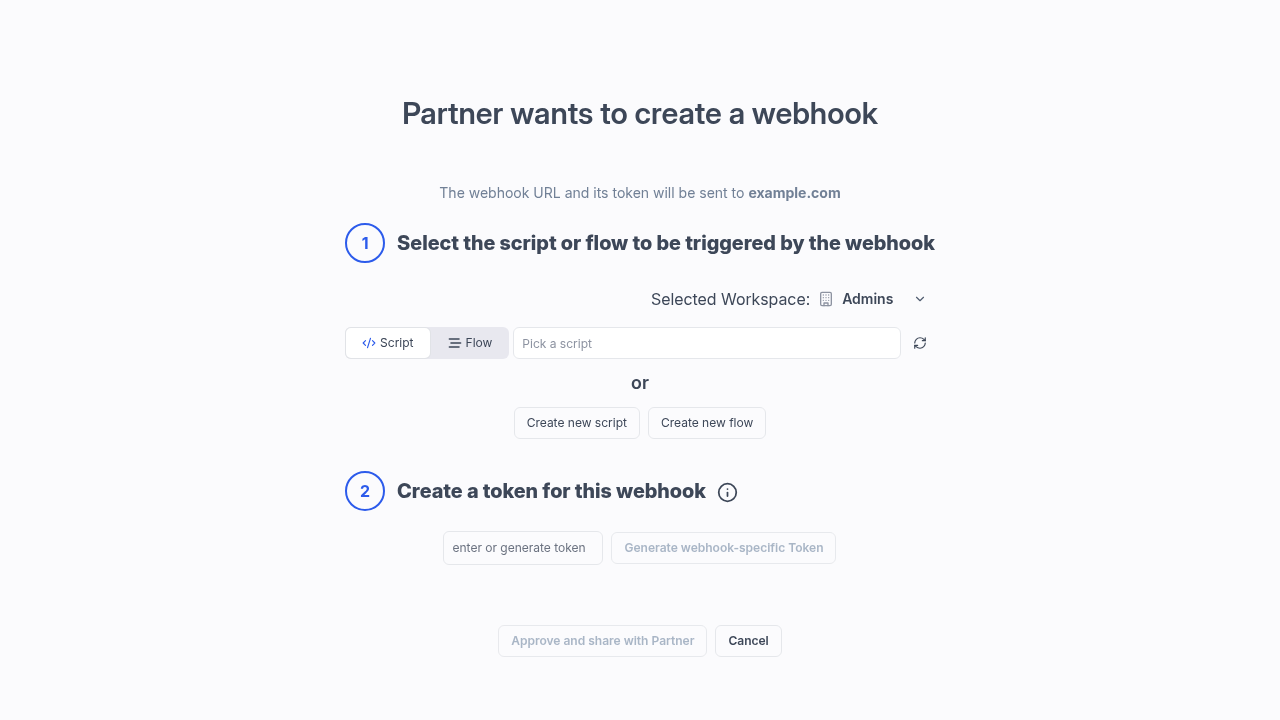 Partner wants to create a webhook
The webhook URL and its token will be sent to example.com
1 Select the script or flow to be triggered by the webhook
Selected Workspace: Admins
Script Flow Pick a script
or
Create new script Create new flow
2 Create a token for this webhook
enter or generate token Generate webhook-specific Token
Approve and share with Partner Cancel